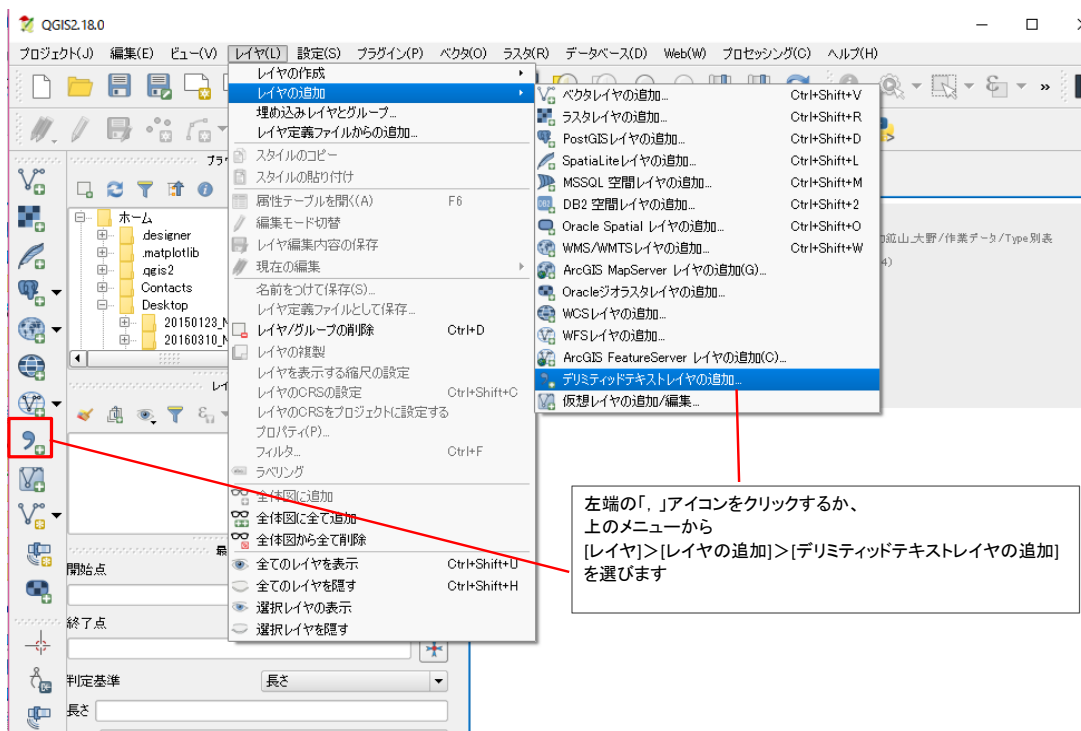 QGIS2.18.0
プロジェクト(J) 編集(E) ビュー(V) レイヤ(L) 設定(S) プラグイン(P) ベクタ(O) ラスタ(R) データベース(D) Web(W) プロセッシング(C) ヘルプ(H)
レイヤの作成
レイヤの追加
埋め込みレイヤとグループ...
レイヤ定義ファイルからの追加...
スタイルのコピー
スタイルの貼り付け
属性テーブルを開く(A) F6
編集モード切替
レイヤ編集内容の保存
現在の編集
名前をつけて保存(S)...
レイヤ定義ファイルとして保存...
レイヤ/グループの削除 Ctrl+D
レイヤの複製
レイヤを表示する縮尺の設定
レイヤのCRSの設定 Ctrl+Shift+C
レイヤのCRSをプロジェクトに設定する
プロパティ(P)...
フィルタ... Ctrl+F
ラベリング
全体図に追加
全体図に全て追加
全体図から全て削除
全てのレイヤを表示 Ctrl+Shift+U
全てのレイヤを隠す Ctrl+Shift+H
選択レイヤの表示
選択レイヤを隠す
ベクタレイヤの追加... Ctrl+Shift+V
ラスタレイヤの追加... Ctrl+Shift+R
PostGISレイヤの追加... Ctrl+Shift+D
SpatiaLiteレイヤの追加... Ctrl+Shift+L
MSSQL 空間レイヤの追加... Ctrl+Shift+M
DB2 空間レイヤの追加... Ctrl+Shift+2
Oracle Spatial レイヤの追加... Ctrl+Shift+O
WMS/WMTSレイヤの追加... Ctrl+Shift+W
ArcGIS MapServer レイヤの追加(G)...
Oracleジオラスタレイヤの追加...
WCSレイヤの追加...
WFSレイヤの追加...
ArcGIS FeatureServer レイヤの追加(C)...
デリミティッドテキストレイヤの追加...
仮想レイヤの追加/編集...
鉱山_大野/作業データ/Type別表
4)
ブラ
ホーム
.designer
.matplotlib
.qgis2
Contacts
Desktop
20150123_N
20160310_N
レイ
最
開始点
終了点
判定基準 長さ
長さ
左端の「, 」アイコンをクリックするか、
上のメニューから
[レイヤ]>[レイヤの追加]>[デリミティッドテキストレイヤの追加]
を選びます